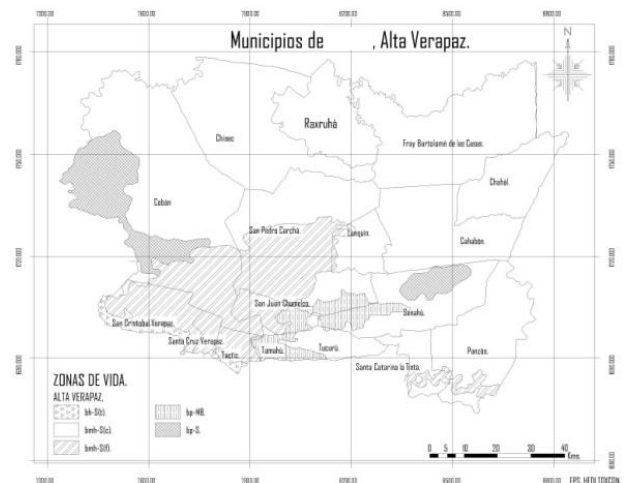 Municipios de , Alta Verapaz.
N
Raxruhà
Chisec
Fray Bartolomé de las Casas.
Chahál.
Cobán
San Pedro Carchá.
Lanquín.
Cahabón.
San Juan Chamelco.
Senahú.
San Cristobal Verapaz.
Santa Cruz Verapaz.
Tactic.
Tamahú.
Tucurú.
Panzós.
Santa Catarina la Tinta.
ZONAS DE VIDA.
ALTA VERAPAZ.
bh-S(c).
bmh-S(c).
bmh-S(f).
bp-MB.
bp-S.
0 5 10 20 30 40
Kms.